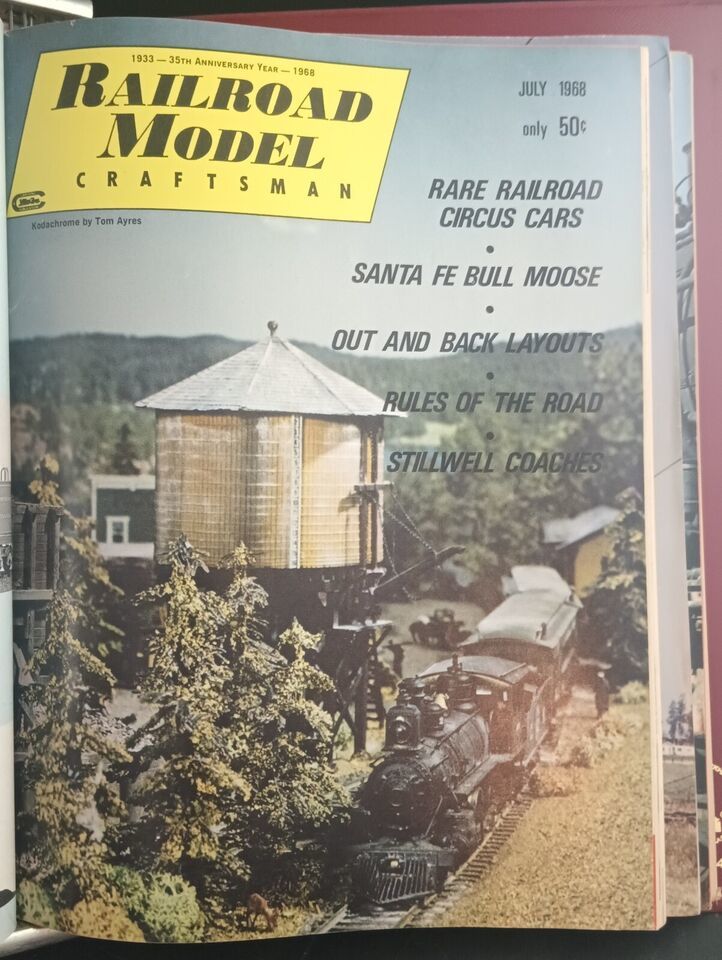 1933 — 35TH ANNIVERSARY YEAR — 1968
RAILROAD
MODEL
CRAFTSMAN
Kodachrome by Tom Ayres
JULY 1968
only 50¢
RARE RAILROAD
CIRCUS CARS
•
SANTA FE BULL MOOSE
•
OUT AND BACK LAYOUTS
•
RULES OF THE ROAD
•
STILLWELL COACHES